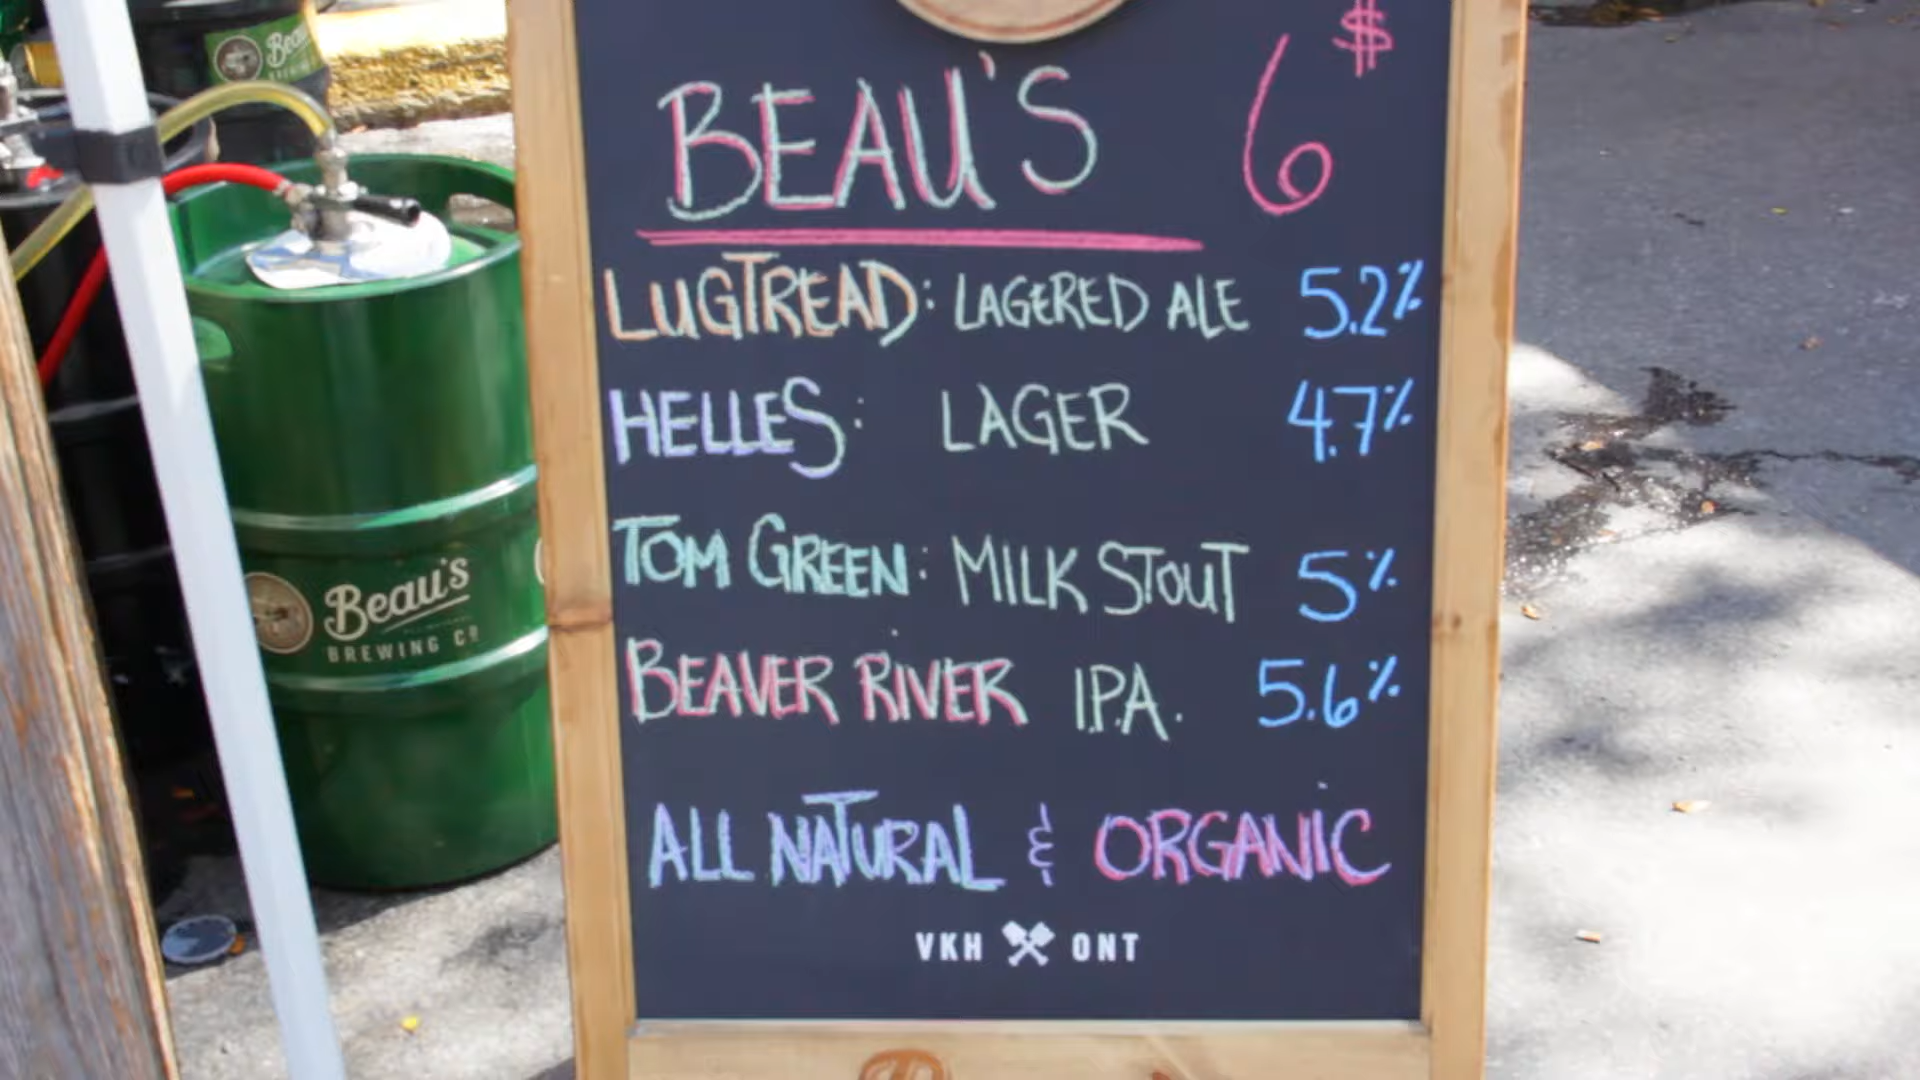 BEAU'S 6$
LUGTREAD: LAGERED ALE 5.2%
HELLES: LAGER 4.7%
TOM GREEN: MILK STOUT 5%
BEAVER RIVER I.P.A. 5.6%
ALL NATURAL & ORGANIC
VKH ONT
Beau's
BREWING Cº